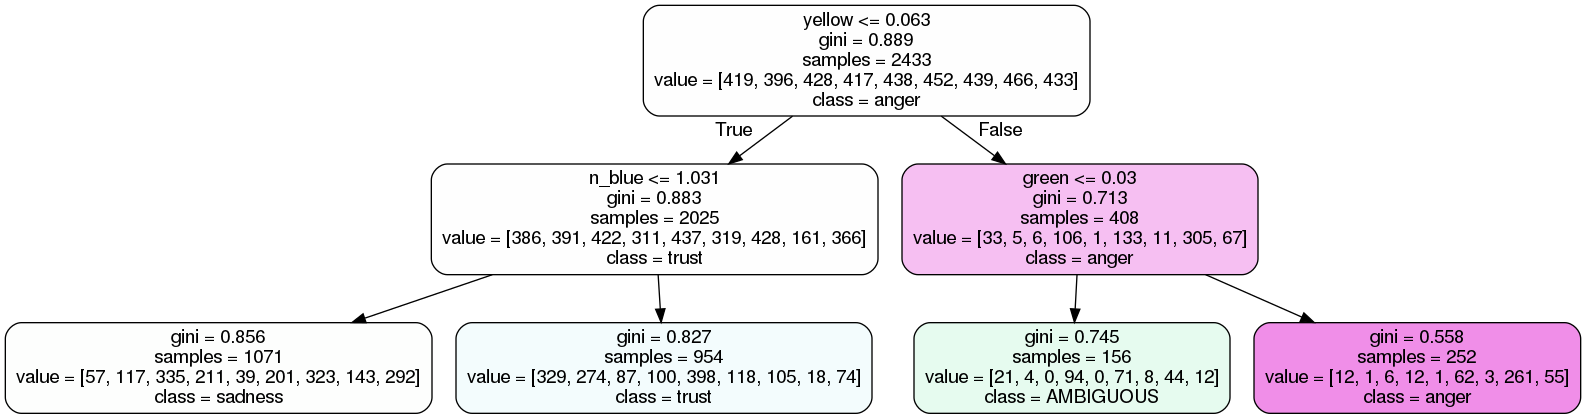 yellow <= 0.063
gini = 0.889
samples = 2433
value = [419, 396, 428, 417, 438, 452, 439, 466, 433]
class = anger
True
False
n_blue <= 1.031
gini = 0.883
samples = 2025
value = [386, 391, 422, 311, 437, 319, 428, 161, 366]
class = trust
green <= 0.03
gini = 0.713
samples = 408
value = [33, 5, 6, 106, 1, 133, 11, 305, 67]
class = anger
gini = 0.856
samples = 1071
value = [57, 117, 335, 211, 39, 201, 323, 143, 292]
class = sadness
gini = 0.827
samples = 954
value = [329, 274, 87, 100, 398, 118, 105, 18, 74]
class = trust
gini = 0.745
samples = 156
value = [21, 4, 0, 94, 0, 71, 8, 44, 12]
class = AMBIGUOUS
gini = 0.558
samples = 252
value = [12, 1, 6, 12, 1, 62, 3, 261, 55]
class = anger